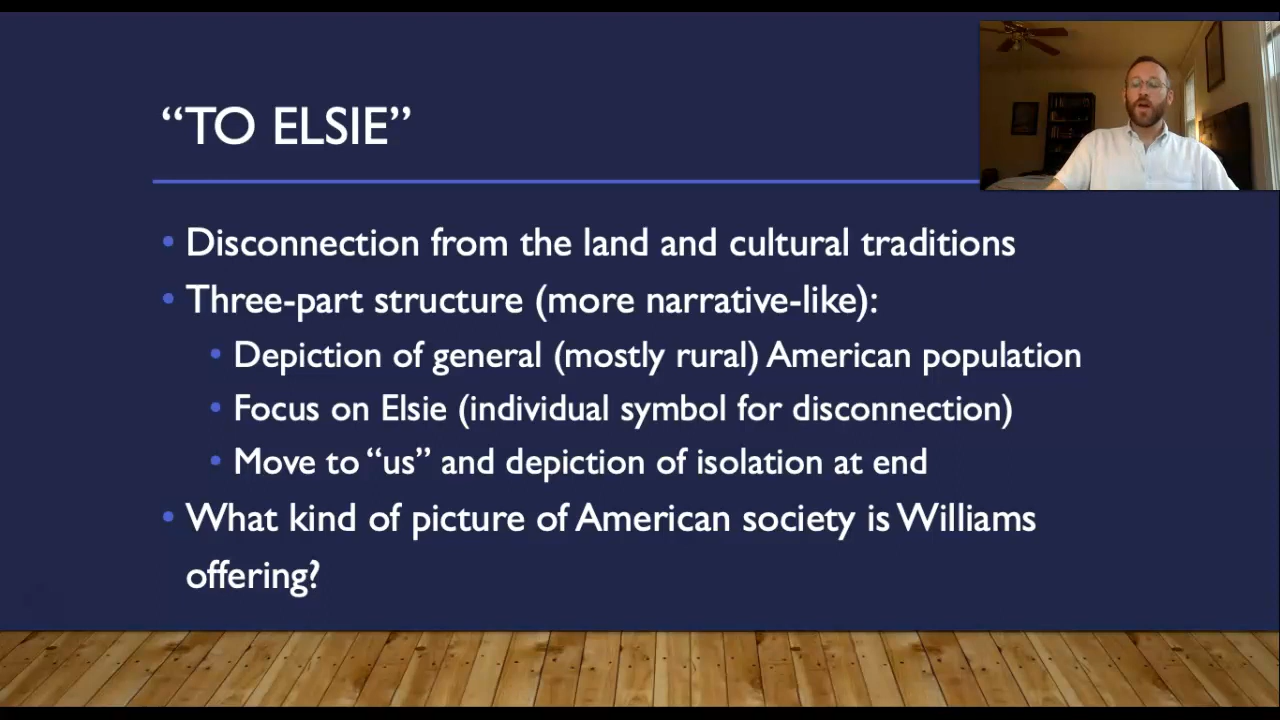 “TO ELSIE”
• Disconnection from the land and cultural traditions
• Three-part structure (more narrative-like):
• Depiction of general (mostly rural) American population
• Focus on Elsie (individual symbol for disconnection)
• Move to “us” and depiction of isolation at end
• What kind of picture of American society is Williams
offering?